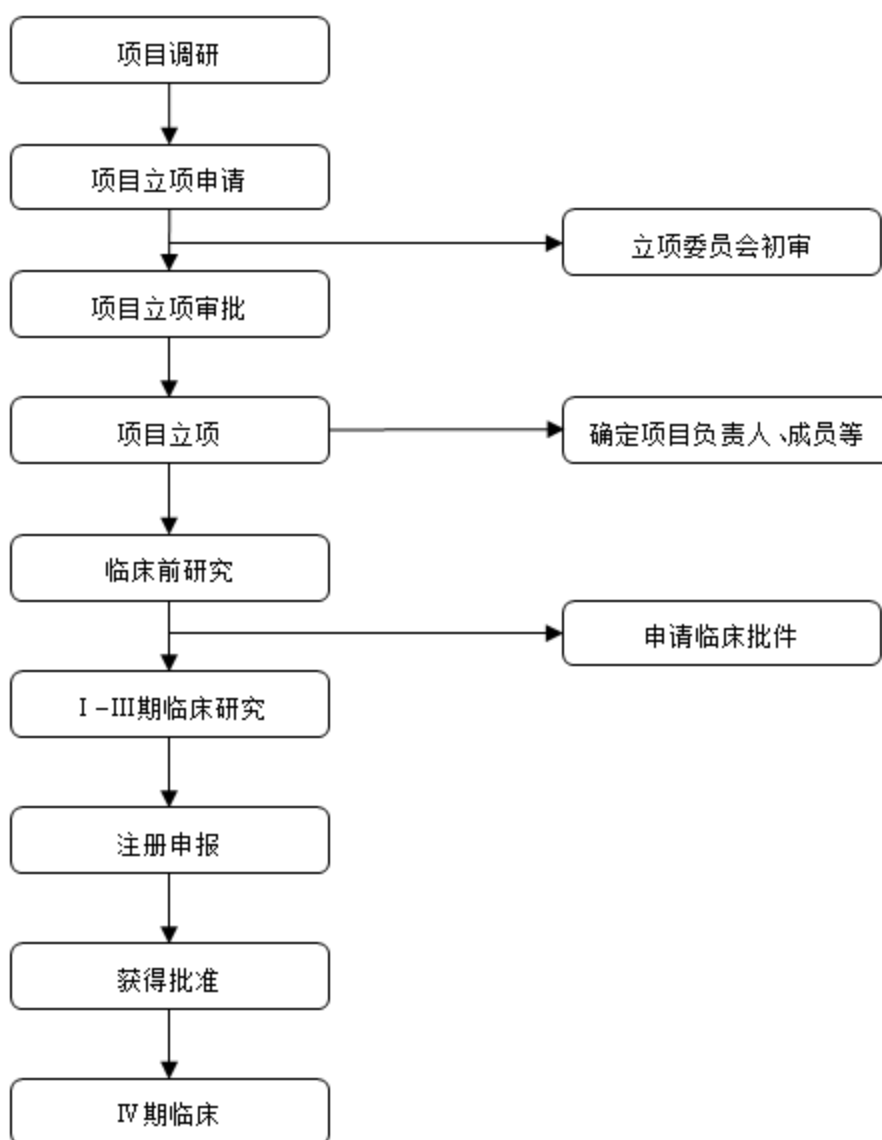 项目调研
项目立项申请
立项委员会初审
项目立项审批
项目立项
确定项目负责人、成员等
临床前研究
申请临床批件
I-III期临床研究
注册申报
获得批准
IV期临床